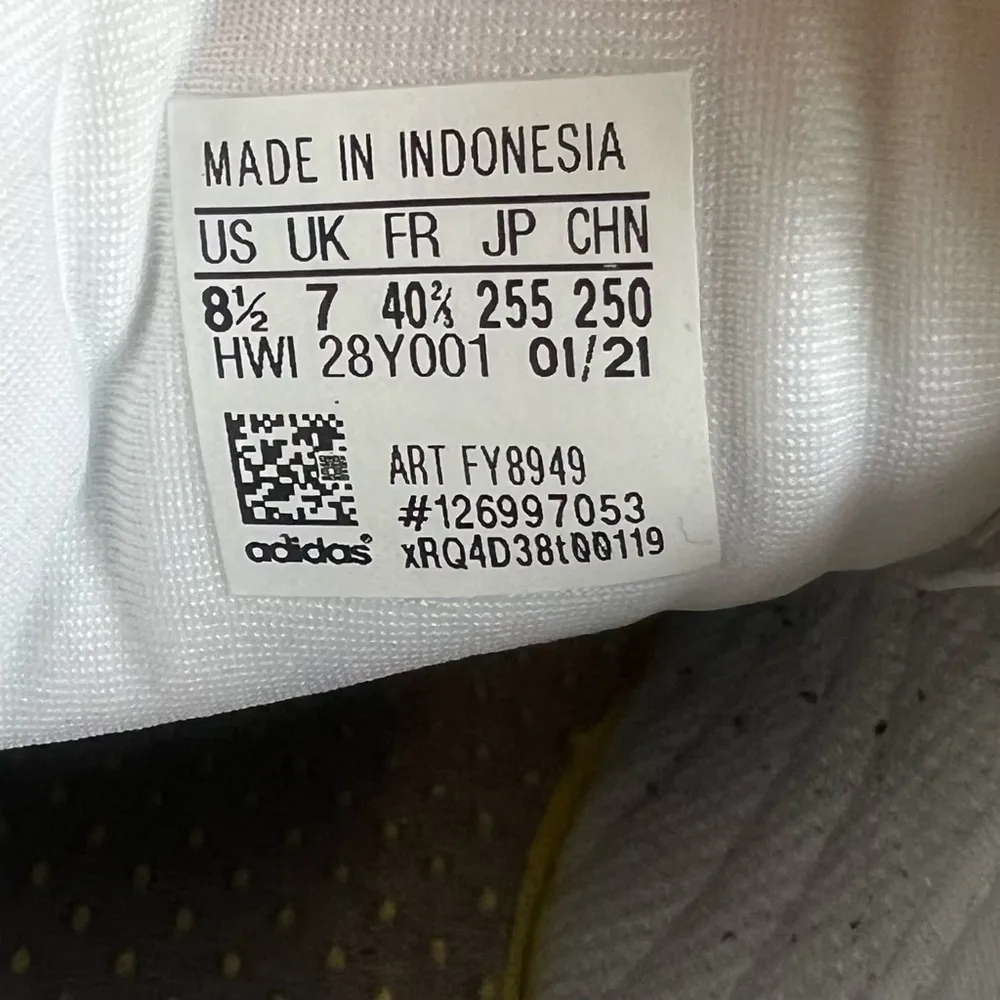 MADE IN INDONESIA
US UK FR JP CHN
8½ 7 40⅔ 255 250
HWI 28Y001 01/21
ART FY8949
#126997053
adidas® xRQ4D38t00119